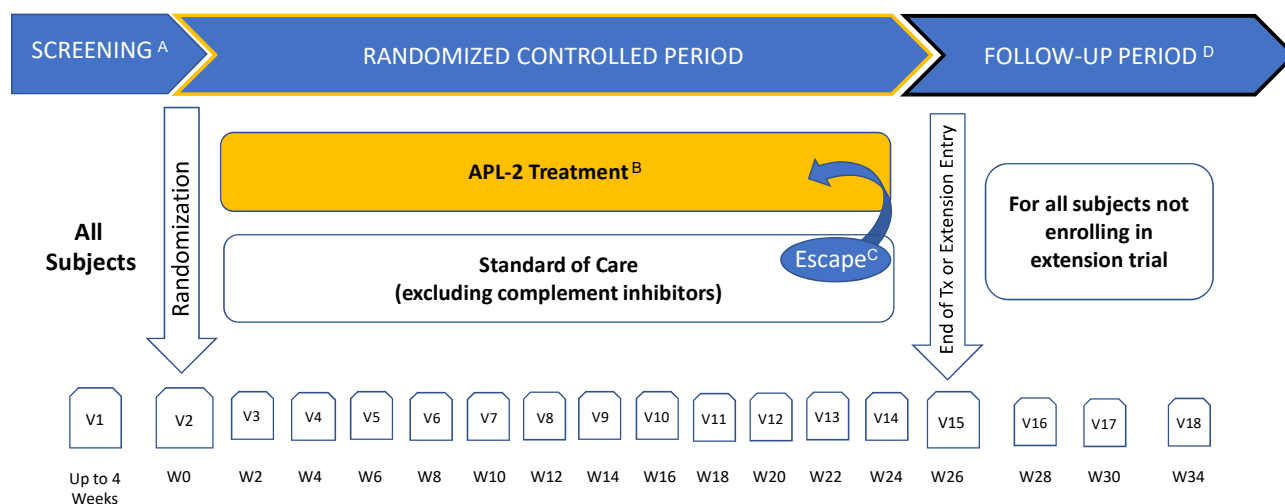 SCREENING A
RANDOMIZED CONTROLLED PERIOD
FOLLOW-UP PERIOD D
All
Subjects
Randomization
APL-2 Treatment B
Standard of Care
(excluding complement inhibitors)
Escape C
End of Tx or Extension Entry
For all subjects not
enrolling in
extension trial
V1 V2 V3 V4 V5 V6 V7 V8 V9 V10 V11 V12 V13 V14 V15 V16 V17 V18
Up to 4
Weeks
W0 W2 W4 W6 W8 W10 W12 W14 W16 W18 W20 W22 W24 W26 W28 W30 W34